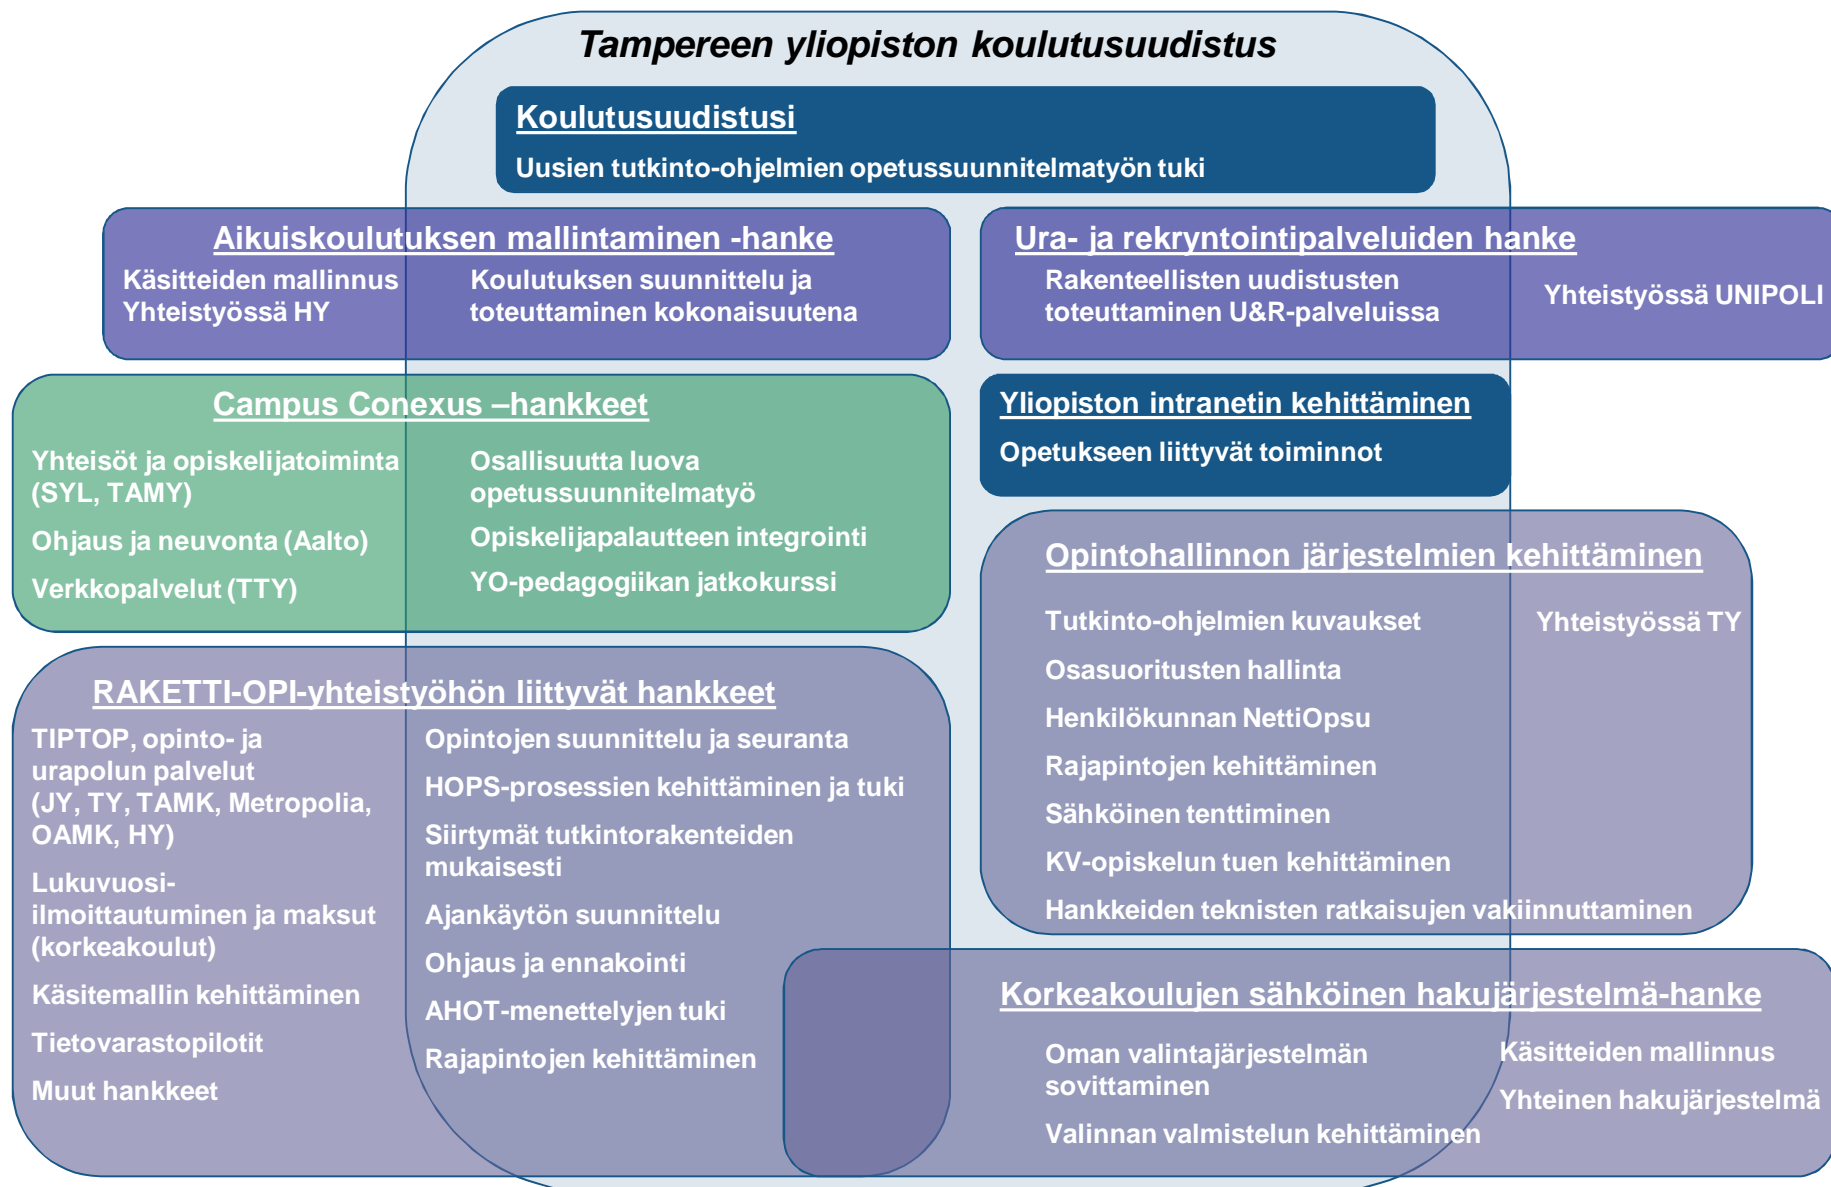 Tampereen yliopiston koulutusuudistus
Koulutusuudistusi
Uusien tutkinto-ohjelmien opetussuunnitelmatyön tuki
Aikuiskoulutuksen mallintaminen -hanke
Käsitteiden mallinnus
Yhteistyössä HY
Koulutuksen suunnittelu ja
toteuttaminen kokonaisuutena
Ura- ja rekryntointipalveluiden hanke
Rakenteellisten uudistusten
toteuttaminen U&R-palveluissa
Yhteistyössä UNIPOLI
Campus Conexus –hankkeet
Yhteisöt ja opiskelijatoiminta
(SYL, TAMY)
Ohjaus ja neuvonta (Aalto)
Verkkopalvelut (TTY)
Osallisuutta luova
opetussuunnitelmatyö
Opiskelijapalautteen integrointi
YO-pedagogiikan jatkokurssi
Yliopiston intranetin kehittäminen
Opetukseen liittyvät toiminnot
Opintohallinnon järjestelmien kehittäminen
Tutkinto-ohjelmien kuvaukset
Osasuoritusten hallinta
Henkilökunnan NettiOpsu
Rajapintojen kehittäminen
Sähköinen tenttiminen
KV-opiskelun tuen kehittäminen
Hankkeiden teknisten ratkaisujen vakiinnuttaminen
Yhteistyössä TY
RAKETTI-OPI-yhteistyöhön liittyvät hankkeet
TIPTOP, opinto- ja
urapolun palvelut
(JY, TY, TAMK, Metropolia,
OAMK, HY)
Lukuvuosi-
ilmoittautuminen ja maksut
(korkeakoulut)
Käsitemallin kehittäminen
Tietovarastopilotit
Muut hankkeet
Opintojen suunnittelu ja seuranta
HOPS-prosessien kehittäminen ja tuki
Siirtymät tutkintorakenteiden
mukaisesti
Ajankäytön suunnittelu
Ohjaus ja ennakointi
AHOT-menettelyjen tuki
Rajapintojen kehittäminen
Korkeakoulujen sähköinen hakujärjestelmä-hanke
Oman valintajärjestelmän
sovittaminen
Valinnan valmistelun kehittäminen
Käsitteiden mallinnus
Yhteinen hakujärjestelmä